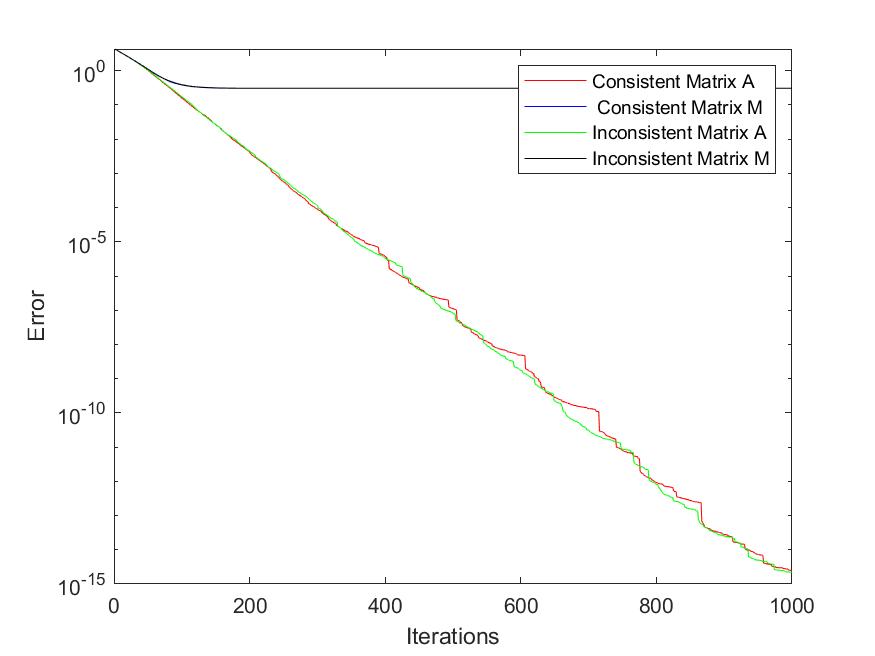 10^0
10^-5
10^-10
10^-15
Error
0 200 400 600 800 1000
Iterations
Consistent Matrix A
Consistent Matrix M
Inconsistent Matrix A
Inconsistent Matrix M